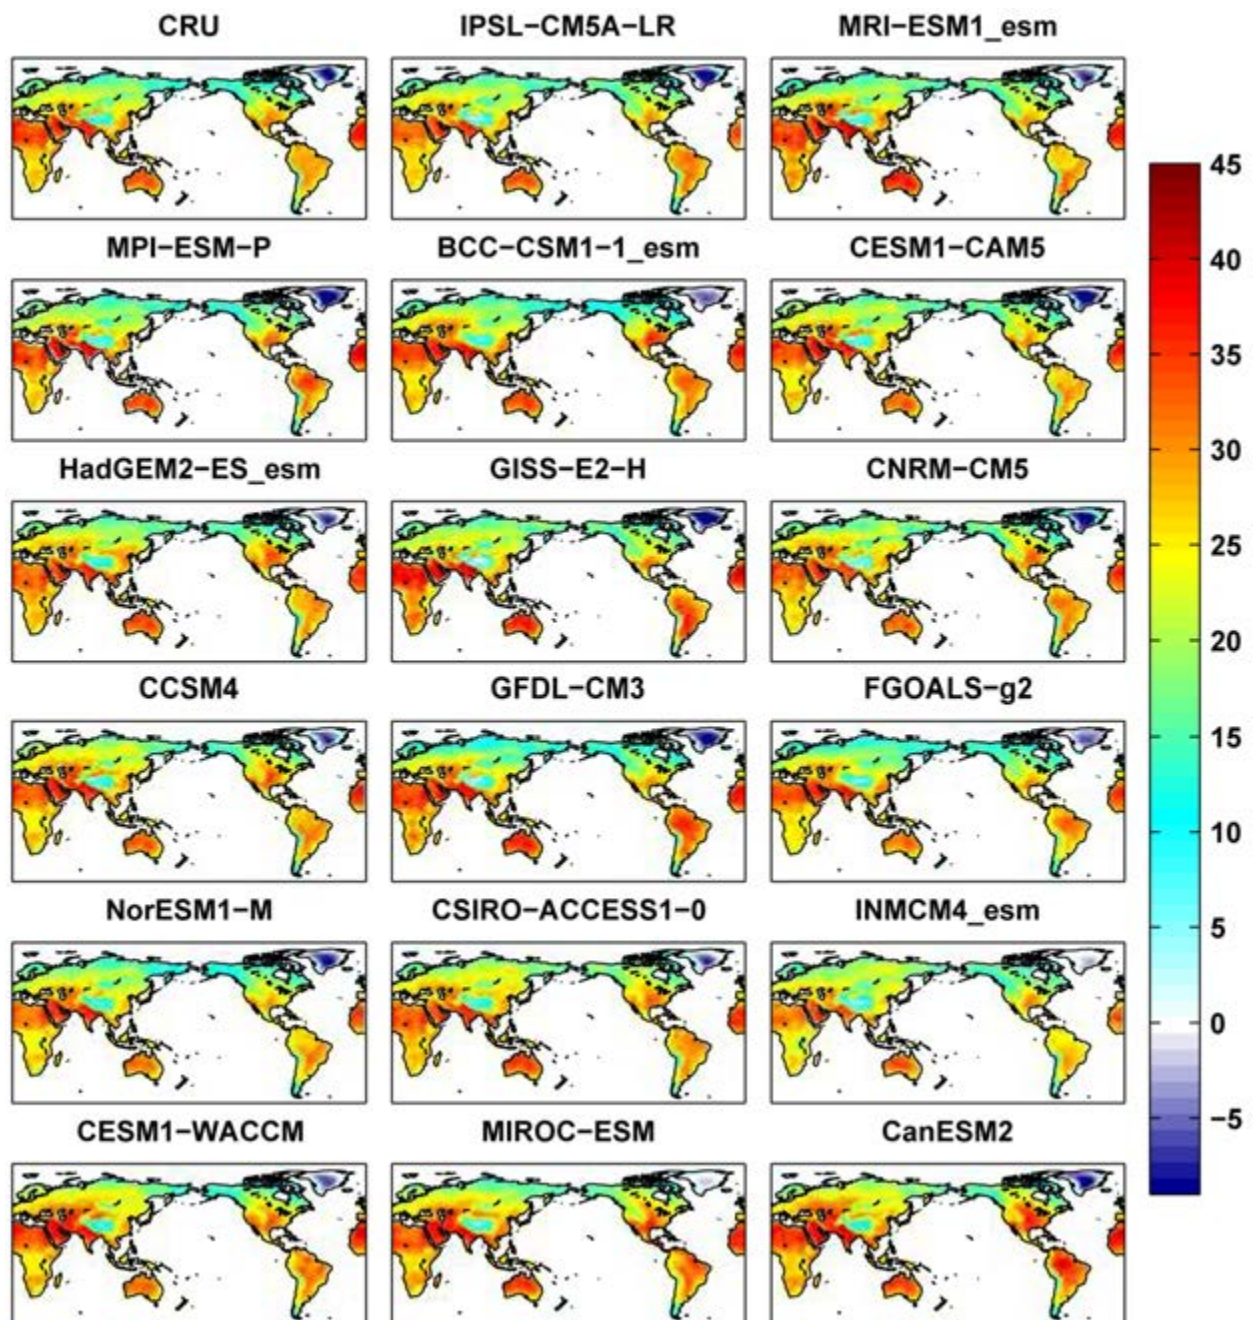 CRU IPSL−CM5A−LR MRI−ESM1_esm
45
MPI−ESM−P BCC−CSM1−1_esm CESM1−CAM5
40
35
HadGEM2−ES_esm GISS−E2−H CNRM−CM5
30
25
20
CCSM4 GFDL−CM3 FGOALS−g2
15
10
NorESM1−M CSIRO−ACCESS1−0 INMCM4_esm
5
0
CESM1−WACCM MIROC−ESM CanESM2
−5